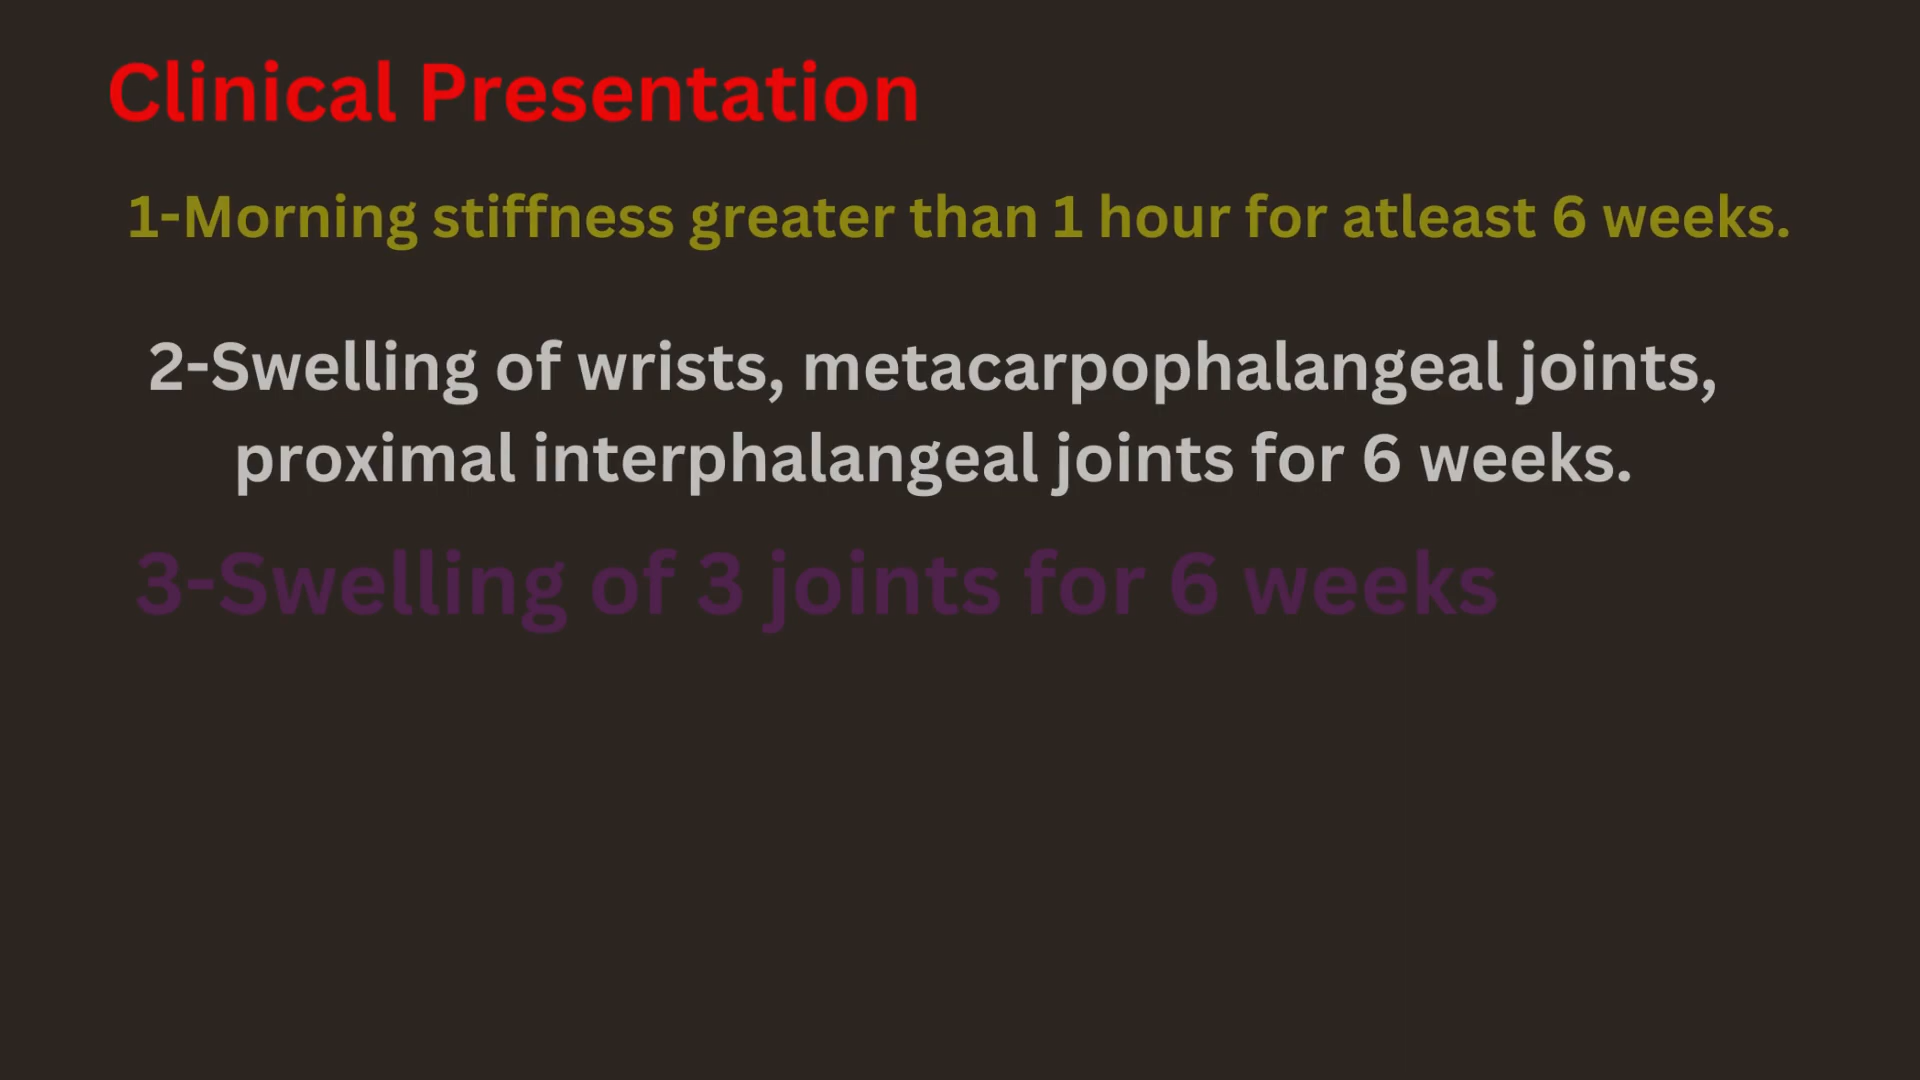 Clinical Presentation
1-Morning stiffness greater than 1 hour for atleast 6 weeks.
2-Swelling of wrists, metacarpophalangeal joints,
proximal interphalangeal joints for 6 weeks.
3-Swelling of 3 joints for 6 weeks